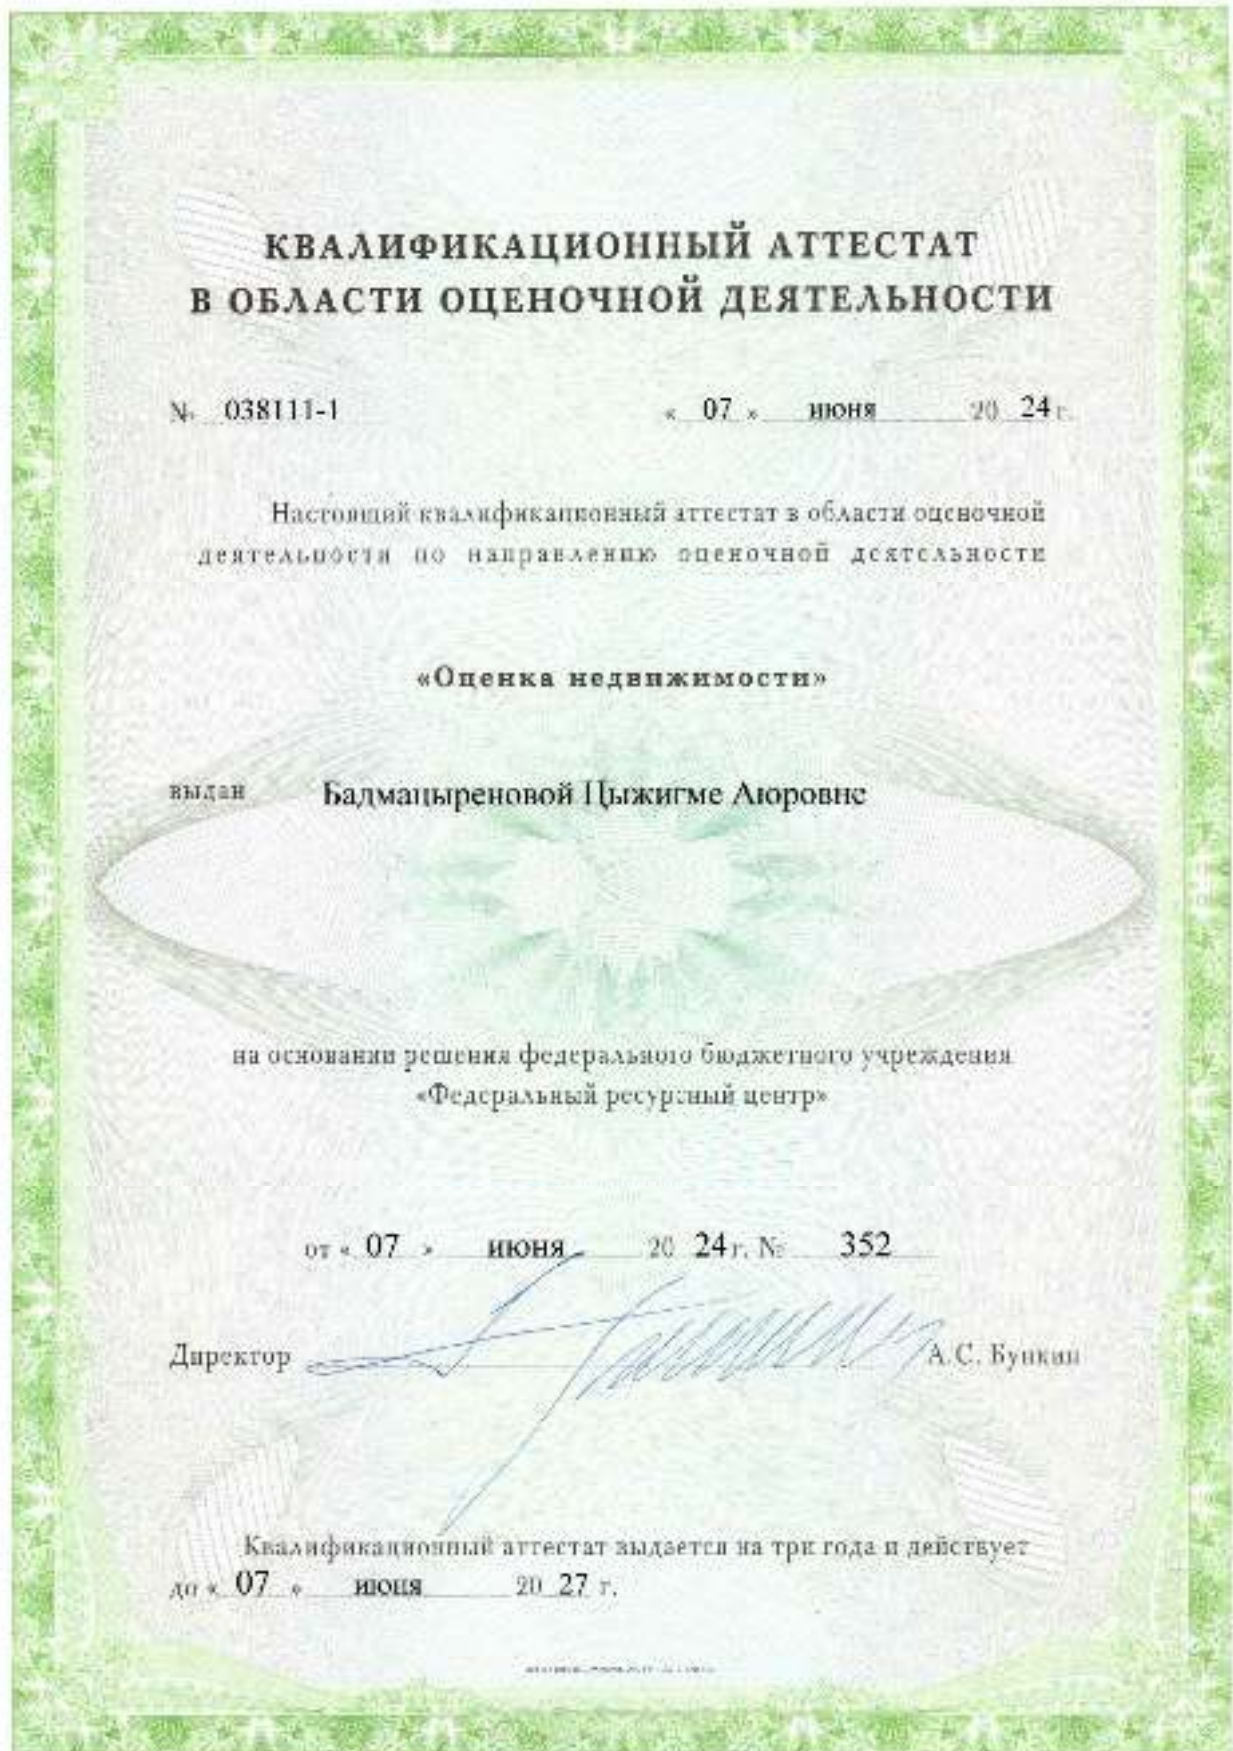 КВАЛИФИКАЦИОННЫЙ АТТЕСТАТ
В ОБЛАСТИ ОЦЕНОЧНОЙ ДЕЯТЕЛЬНОСТИ
№ 038111-1 « 07 » июня 20 24 г.
Настоящий квалификационный аттестат в области оценочной
деятельности по направлению оценочной деятельности
«Оценка недвижимости»
выдан Бадмацыреновой Цыжигме Аюровне
на основании решения федерального бюджетного учреждения
«Федеральный ресурсный центр»
от « 07 » июня 20 24 г. № 352
Директор А.С. Бункин
Квалификационный аттестат выдается на три года и действует
до « 07 » июня 20 27 г.